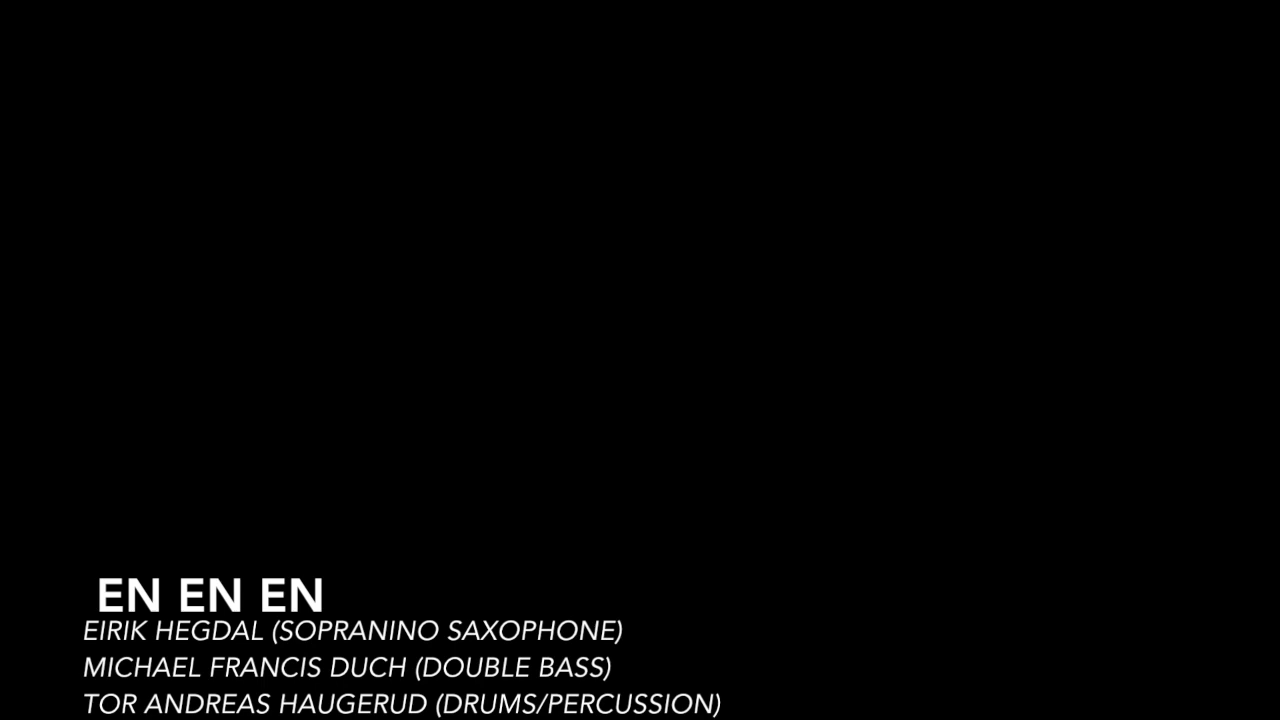 EN EN EN
EIRIK HEGDAL (SOPRANINO SAXOPHONE)
MICHAEL FRANCIS DUCH (DOUBLE BASS)
TOR ANDREAS HAUGERUD (DRUMS/PERCUSSION)